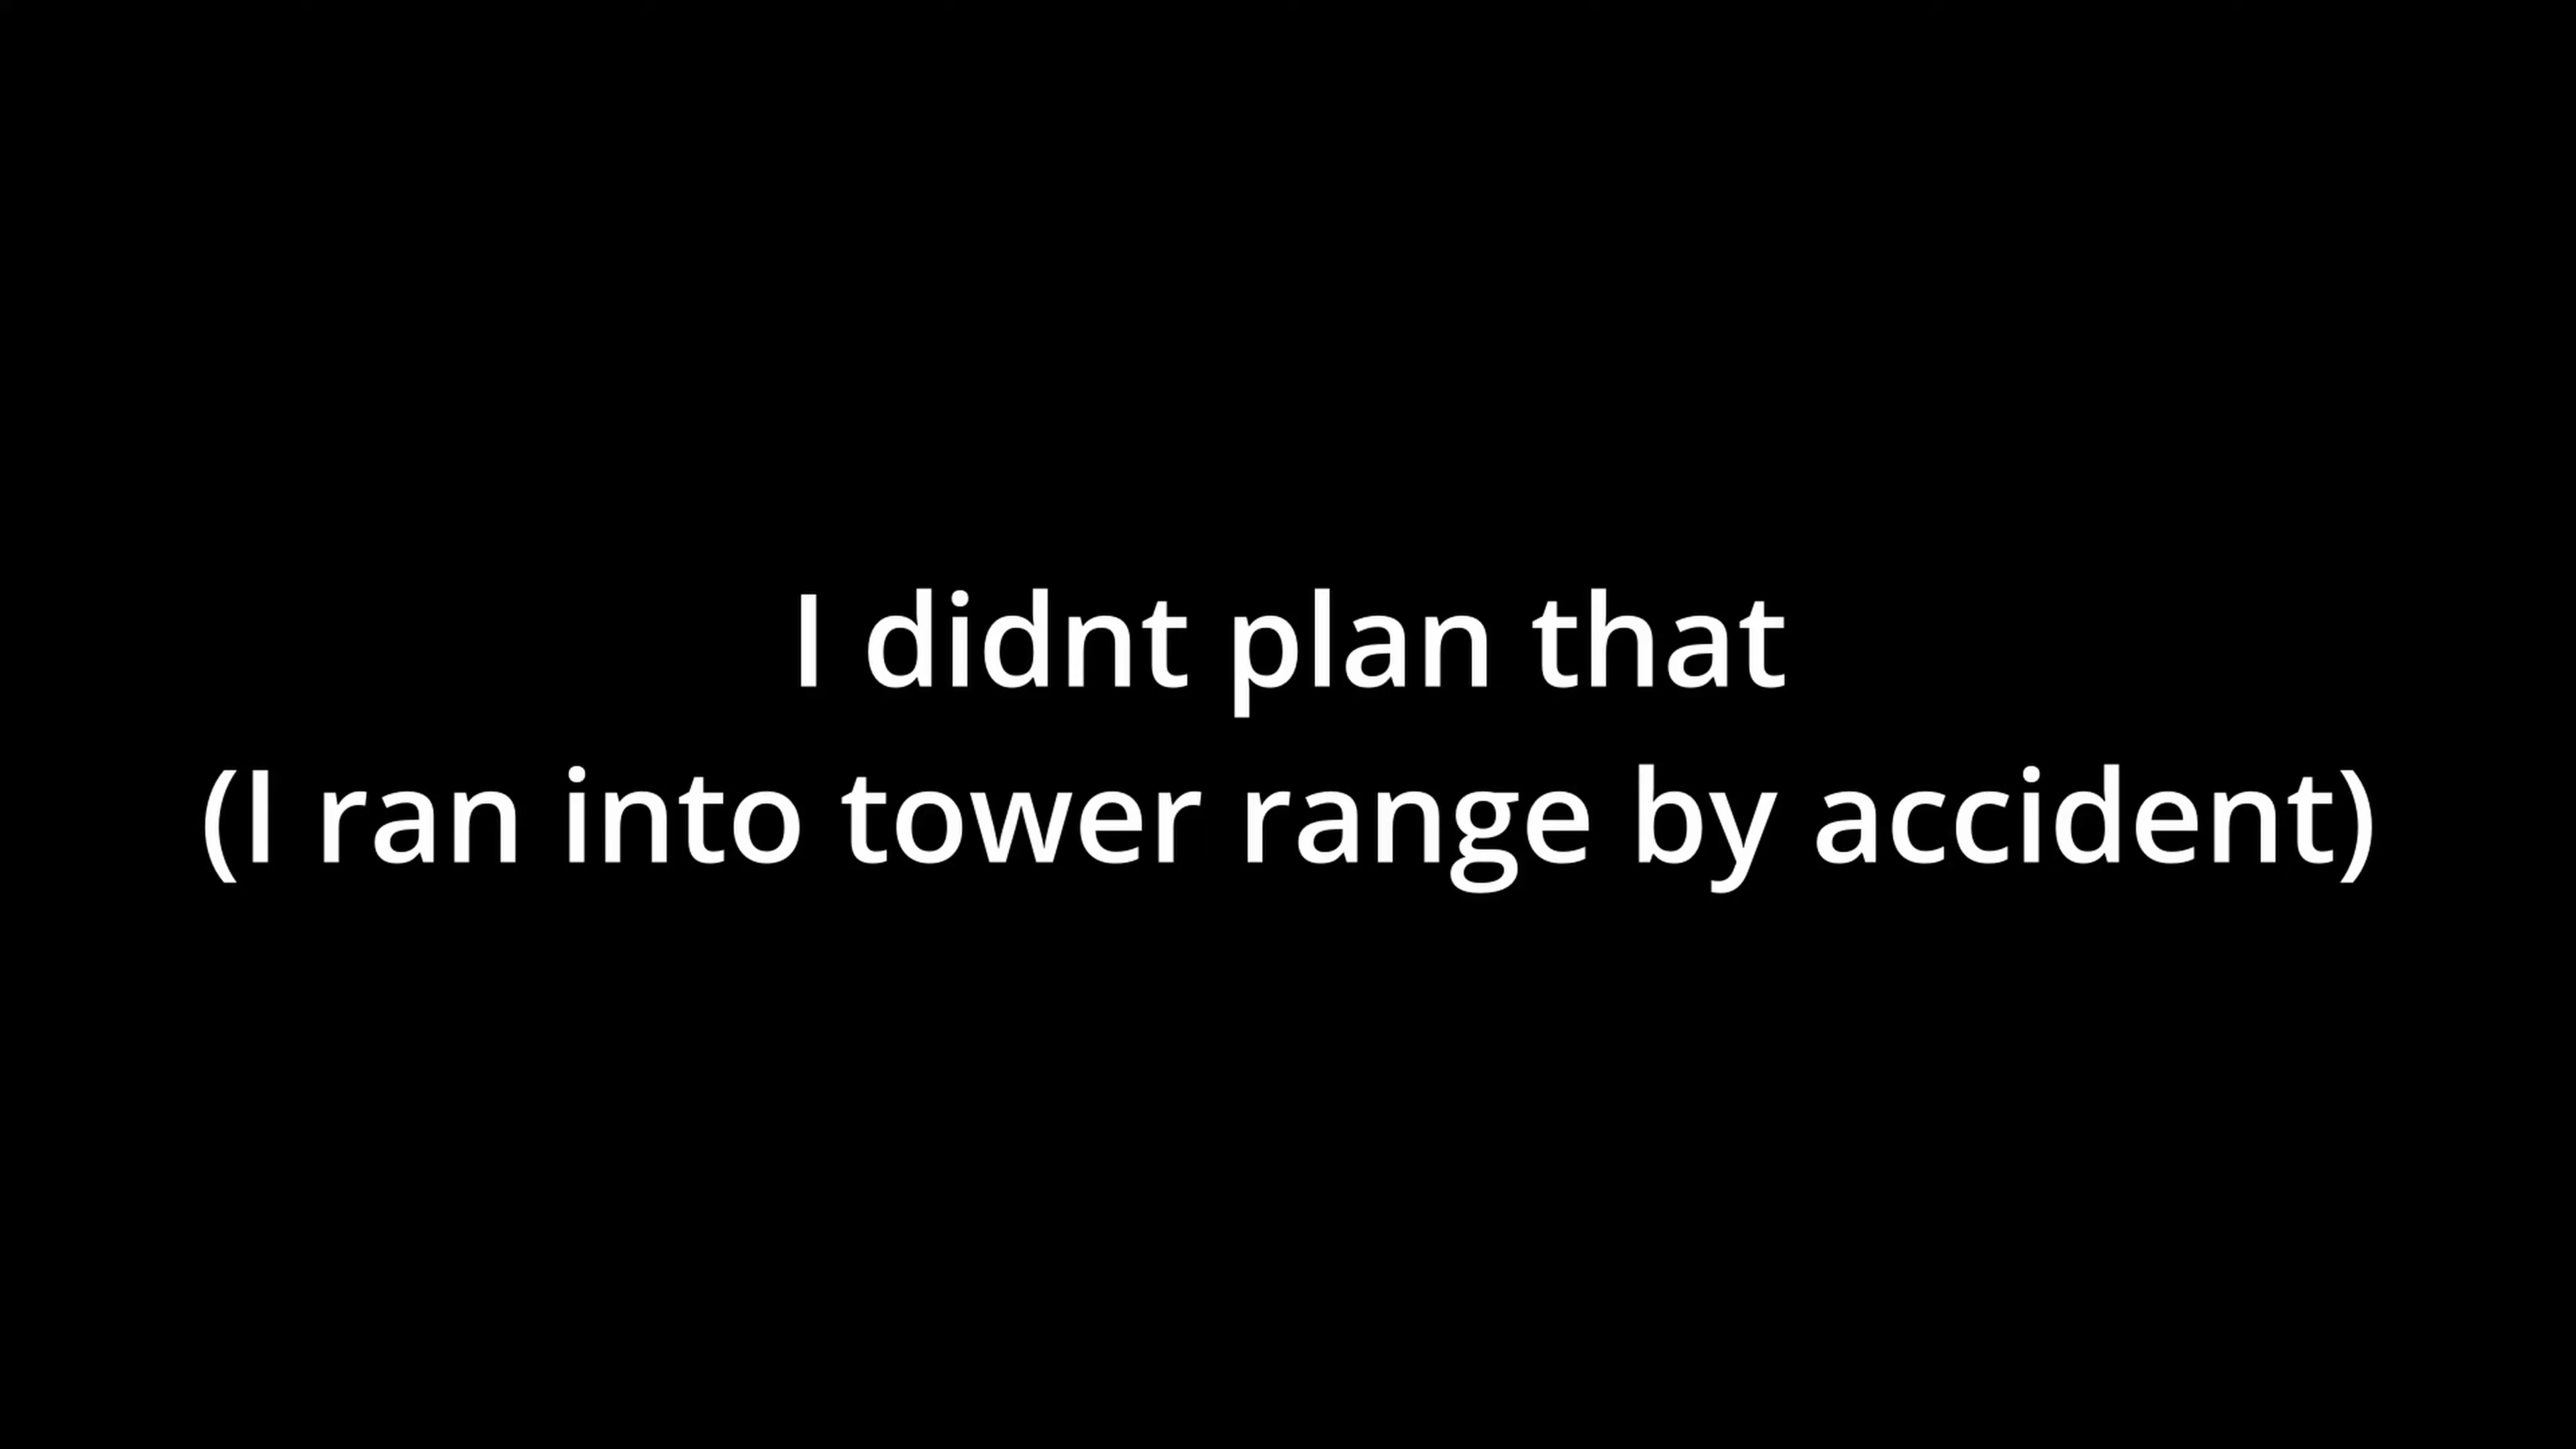 I didnt plan that
(I ran into tower range by accident)